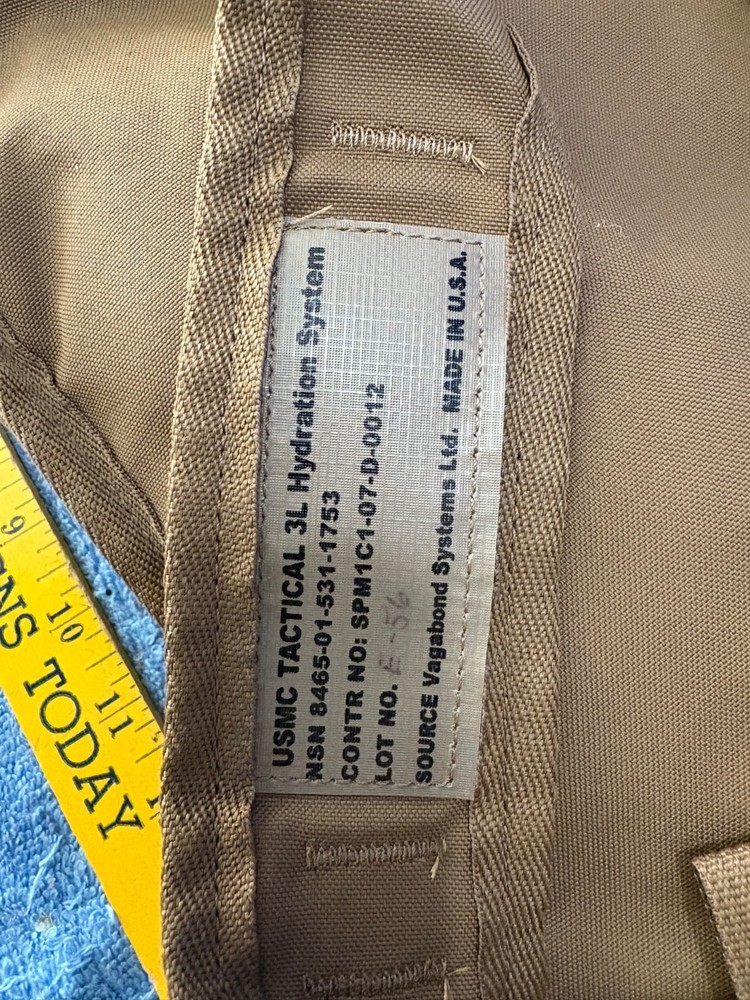 USMC TACTICAL 3L Hydration System
NSN 8465-01-531-1753
CONTR NO: SPM1C1-07-D-0012
LOT NO. E-56
SOURCE Vagabond Systems Ltd. MADE IN U.S.A.
9
10
11
TODAY